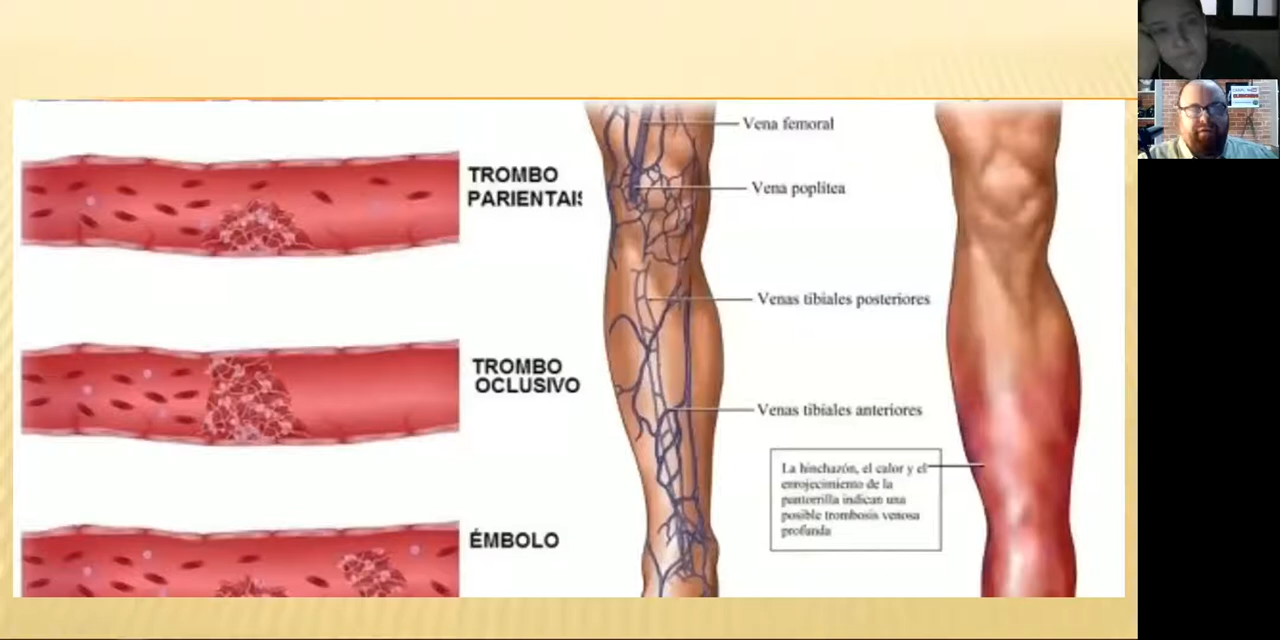 TROMBO
PARIENTAIS
TROMBO
OCLUSIVO
ÉMBOLO
Vena femoral
Vena poplítea
Venas tibiales posteriores
Venas tibiales anteriores
La hinchazón, el calor y el
enrojecimiento de la
pantorrilla indican una
posible trombosis venosa
profunda